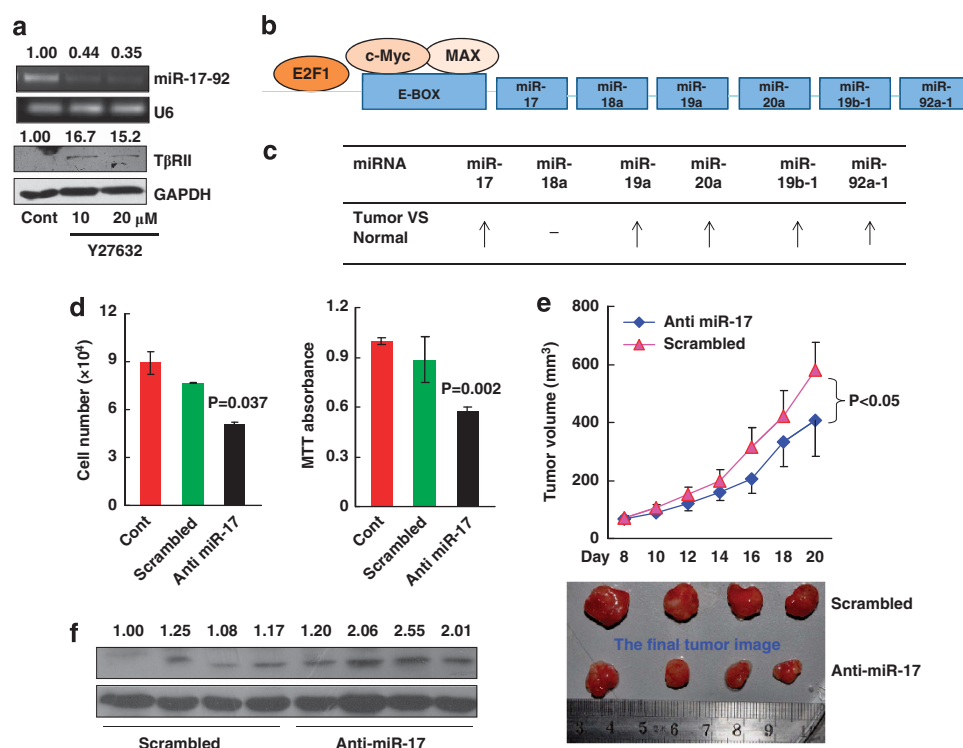 a
1.00 0.44 0.35
miR-17-92
U6
1.00 16.7 15.2
TβRII
GAPDH
Cont 10 20 μM
Y27632
b
E2F1 c-Myc MAX
E-BOX miR-17 miR-18a miR-19a miR-20a miR-19b-1 miR-92a-1
c
miRNA miR-17 miR-18a miR-19a miR-20a miR-19b-1 miR-92a-1
Tumor VS
Normal ↑ – ↑ ↑ ↑ ↑
d
Cell number (×10⁴)
12
9
6
3
0
P=0.037
Cont Scrambled Anti miR-17
MTT absorbance
1.2
0.9
0.6
0.3
0
P=0.002
Cont Scrambled Anti miR-17
e
Tumor volume (mm³)
800
600
400
200
0
Anti miR-17
Scrambled
P<0.05
Day 8 10 12 14 16 18 20
Scrambled
The final tumor image
Anti-miR-17
3 4 5 6 7 8 9
f
1.00 1.25 1.08 1.17 1.20 2.06 2.55 2.01
Scrambled Anti-miR-17